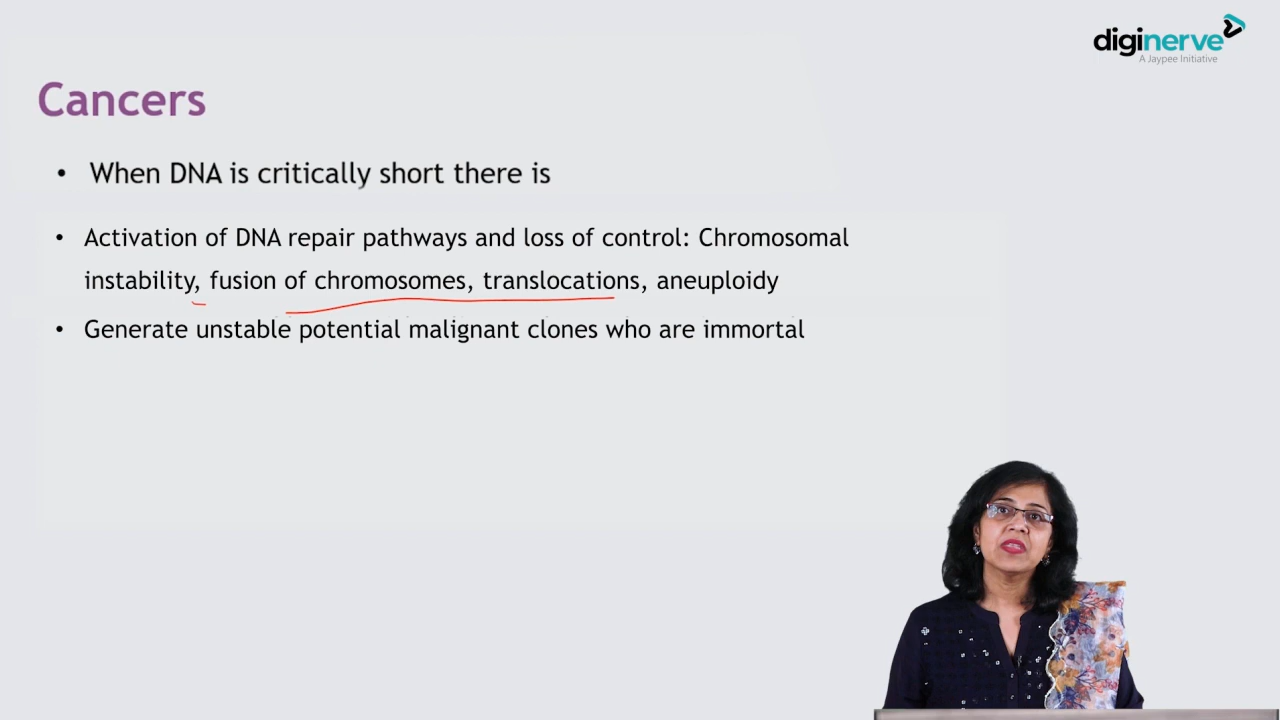 diginerve
A Jaypee Initiative
Cancers
• When DNA is critically short there is
• Activation of DNA repair pathways and loss of control: Chromosomal
instability, fusion of chromosomes, translocations, aneuploidy
• Generate unstable potential malignant clones who are immortal